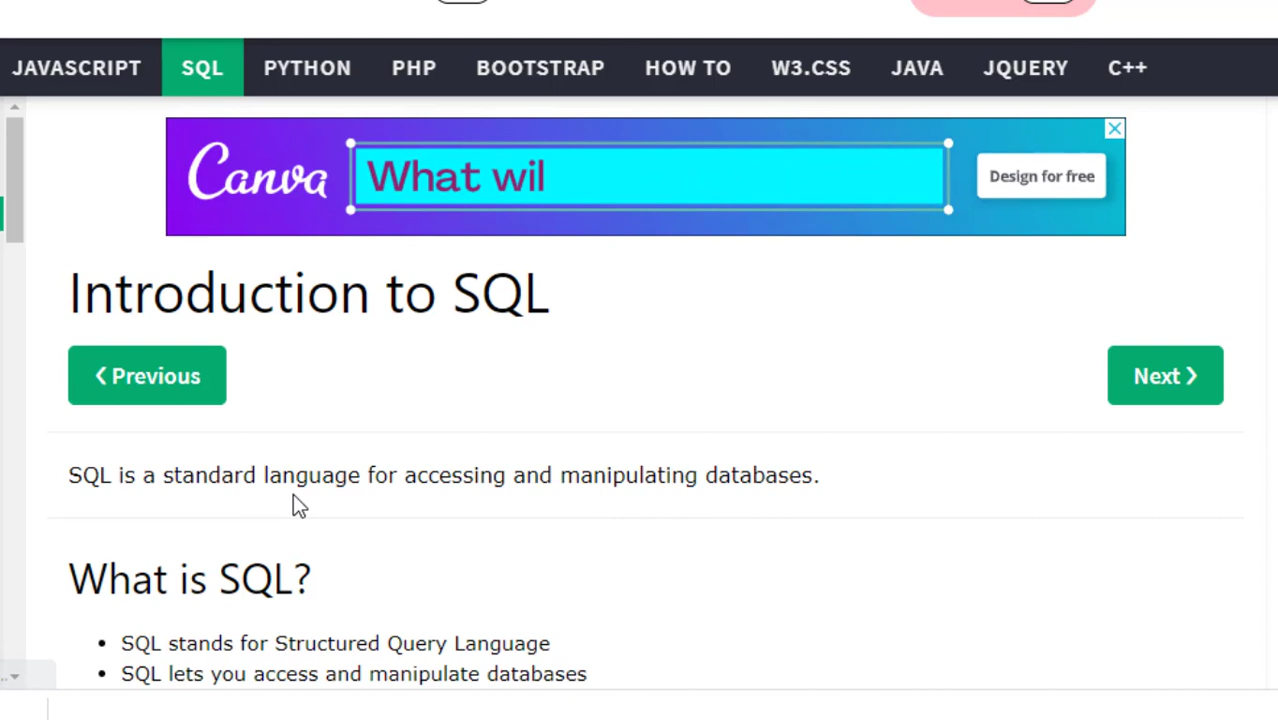 JAVASCRIPT SQL PYTHON PHP BOOTSTRAP HOW TO W3.CSS JAVA JQUERY C++
Canva What wil Design for free
Introduction to SQL
❮ Previous Next ❯
SQL is a standard language for accessing and manipulating databases.
What is SQL?
• SQL stands for Structured Query Language
• SQL lets you access and manipulate databases